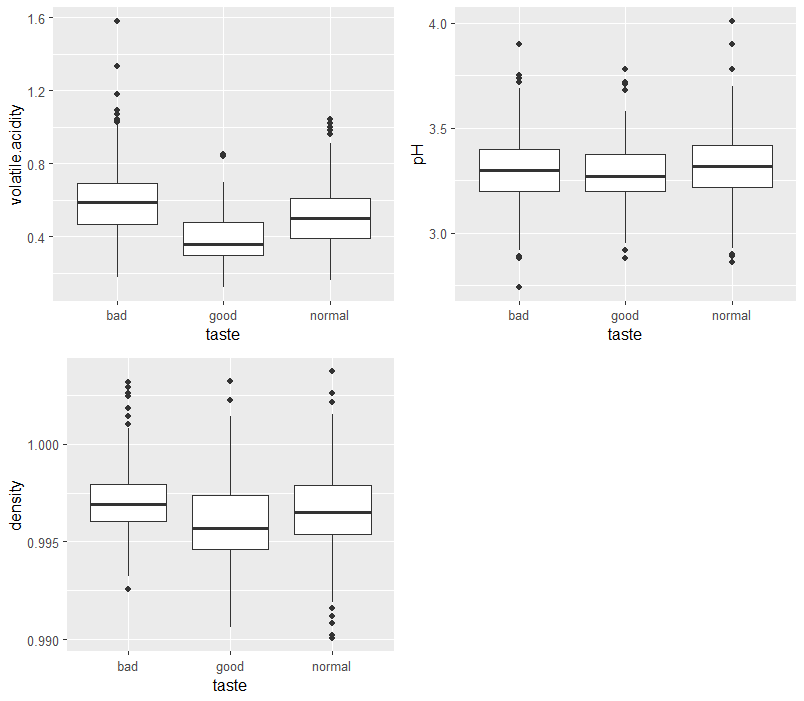 volatile.acidity
1.6
1.2
0.8
0.4
bad good normal
taste
pH
4.0
3.5
3.0
bad good normal
taste
density
1.000
0.995
0.990
bad good normal
taste